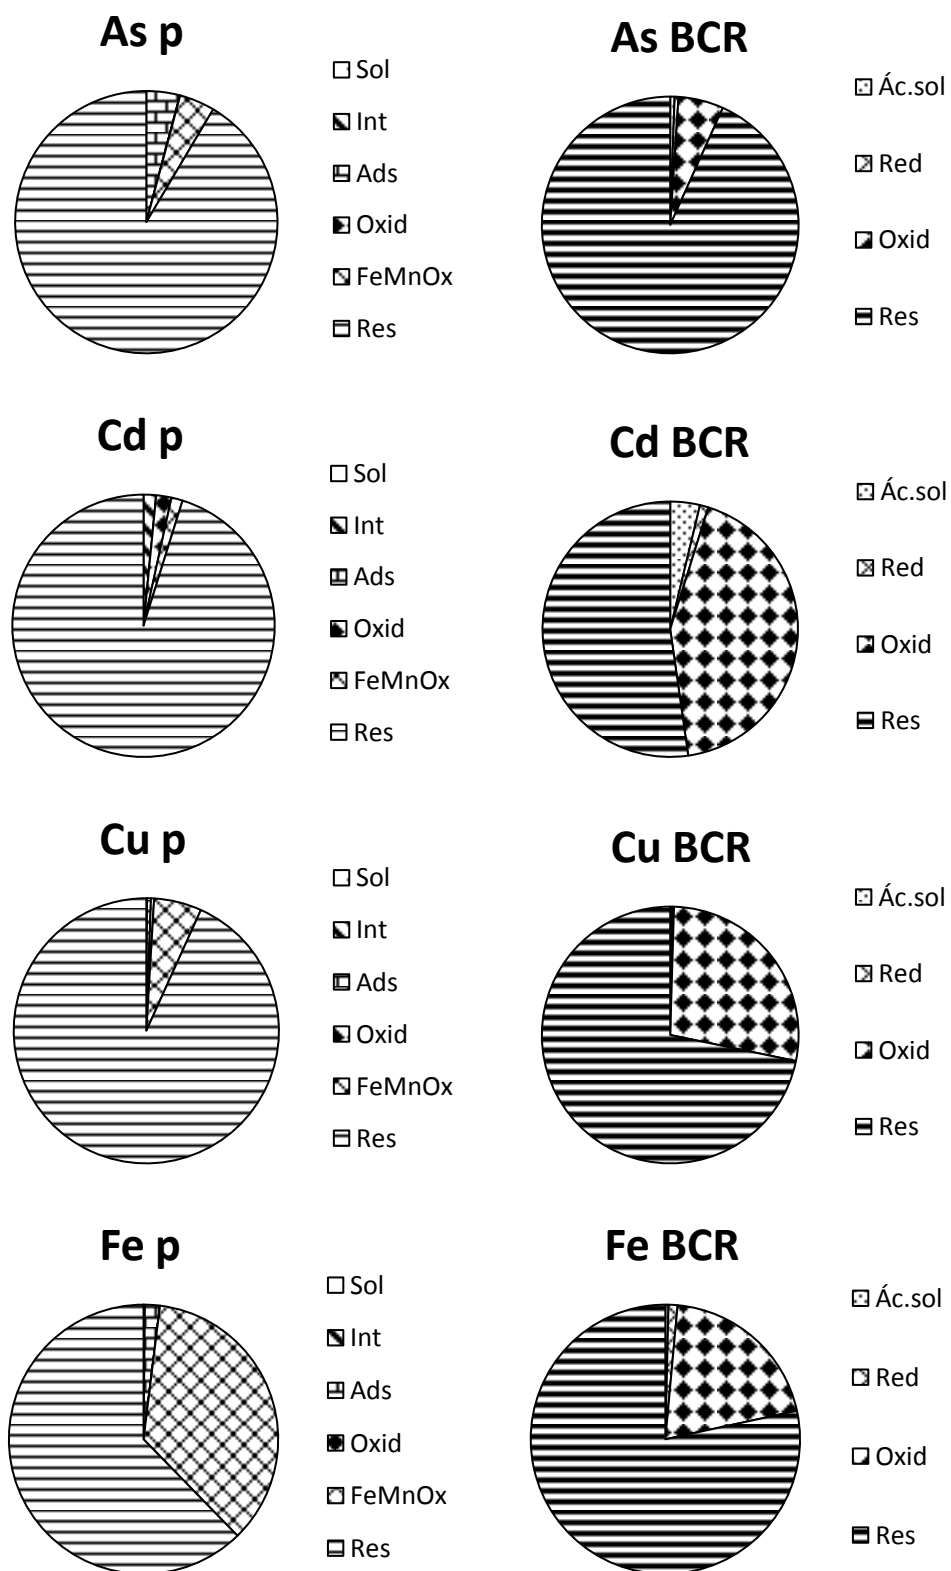 As p
Sol
Int
Ads
Oxid
FeMnOx
Res
As BCR
Ác.sol
Red
Oxid
Res
Cd p
Sol
Int
Ads
Oxid
FeMnOx
Res
Cd BCR
Ác.sol
Red
Oxid
Res
Cu p
Sol
Int
Ads
Oxid
FeMnOx
Res
Cu BCR
Ác.sol
Red
Oxid
Res
Fe p
Sol
Int
Ads
Oxid
FeMnOx
Res
Fe BCR
Ác.sol
Red
Oxid
Res